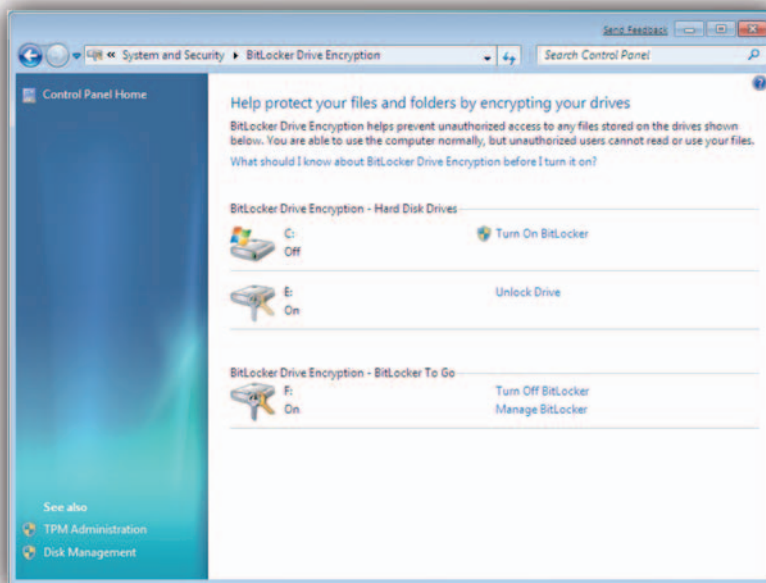 Send Feedback
« System and Security ▸ BitLocker Drive Encryption
Search Control Panel
Control Panel Home
Help protect your files and folders by encrypting your drives
BitLocker Drive Encryption helps prevent unauthorized access to any files stored on the drives shown
below. You are able to use the computer normally, but unauthorized users cannot read or use your files.
What should I know about BitLocker Drive Encryption before I turn it on?
BitLocker Drive Encryption - Hard Disk Drives
C:
Off
Turn On BitLocker
E:
On
Unlock Drive
BitLocker Drive Encryption - BitLocker To Go
F:
On
Turn Off BitLocker
Manage BitLocker
See also
TPM Administration
Disk Management